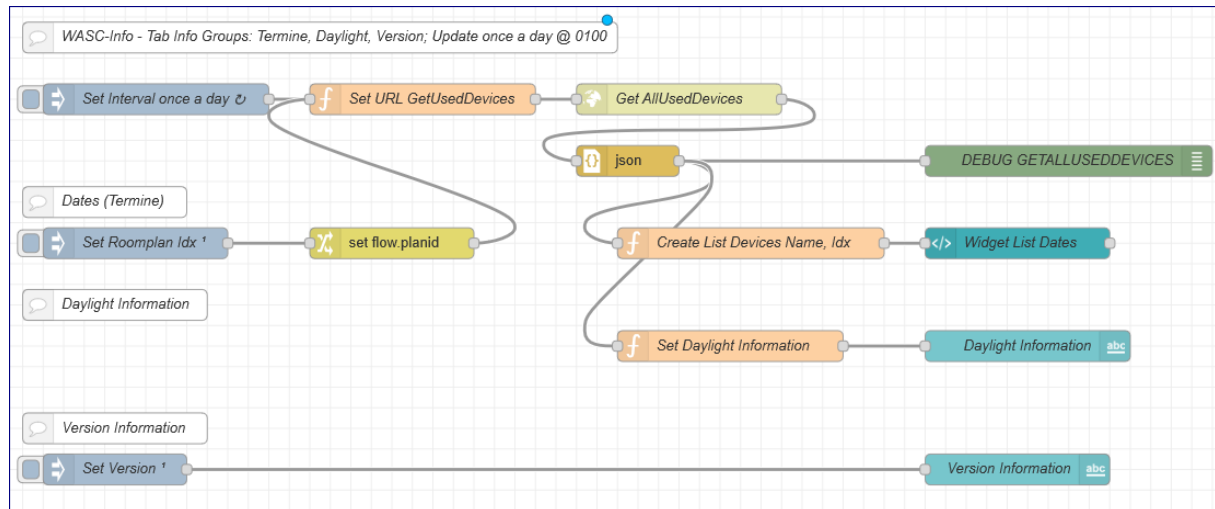 WASC-Info - Tab Info Groups: Termine, Daylight, Version; Update once a day @ 0100
Set Interval once a day ↻
Set URL GetUsedDevices
Get AllUsedDevices
json
DEBUG GETALLUSEDDEVICES
Dates (Termine)
Set Roomplan Idx ¹
set flow.planid
Create List Devices Name, Idx
Widget List Dates
Daylight Information
Set Daylight Information
Daylight Information
abc
Version Information
Set Version ¹
Version Information
abc